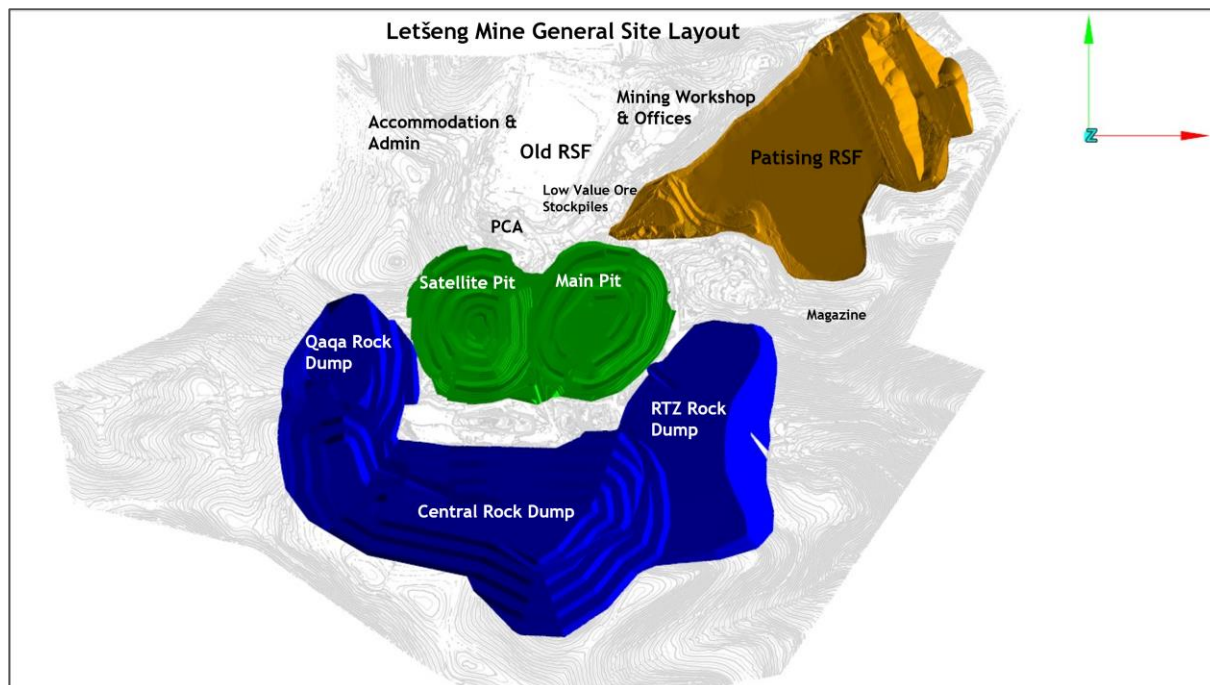 Letšeng Mine General Site Layout
Mining Workshop
& Offices
Accommodation &
Admin
Old RSF
Patising RSF
Low Value Ore
Stockpiles
PCA
Satellite Pit
Main Pit
Magazine
Qaqa Rock
Dump
RTZ Rock
Dump
Central Rock Dump
Z